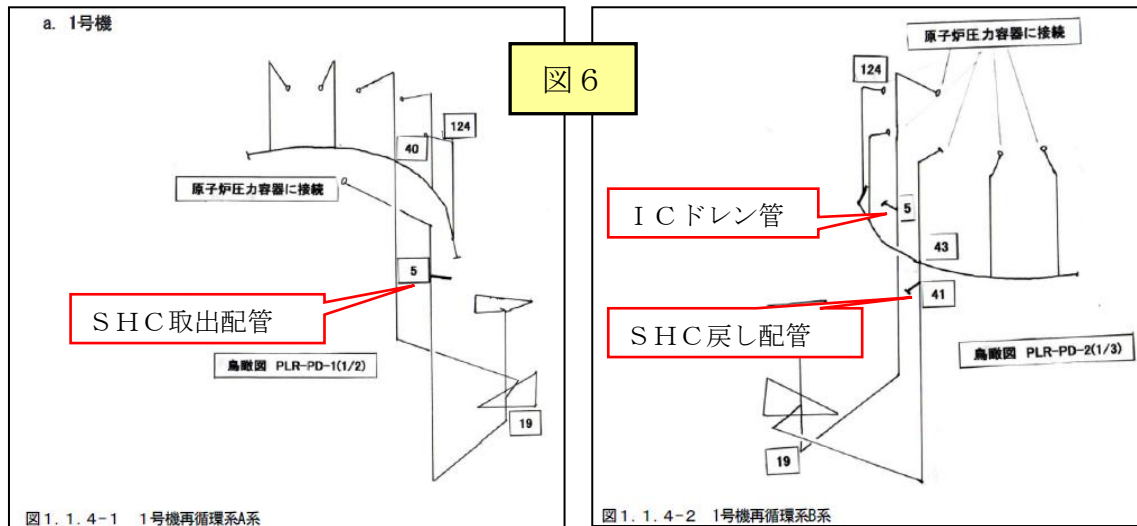 a. 1号機
図6
124
40
原子炉圧力容器に接続
5
SHC取出配管
鳥瞰図 PLR-PD-1(1/2)
19
図1.1.4-1 1号機再循環系A系
原子炉圧力容器に接続
124
ICドレン管
5
43
41
SHC戻し配管
鳥瞰図 PLR-PD-2(1/3)
19
図1.1.4-2 1号機再循環系B系